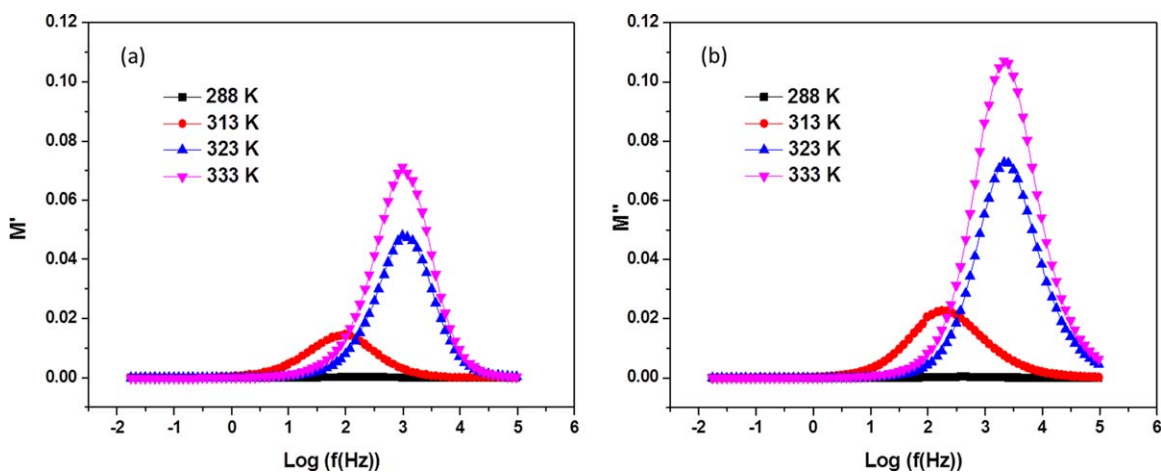 (a)
288 K
313 K
323 K
333 K
M'
0.12
0.10
0.08
0.06
0.04
0.02
0.00
-2 -1 0 1 2 3 4 5 6
Log (f(Hz))
(b)
288 K
313 K
323 K
333 K
M"
0.12
0.10
0.08
0.06
0.04
0.02
0.00
-2 -1 0 1 2 3 4 5 6
Log (f(Hz))